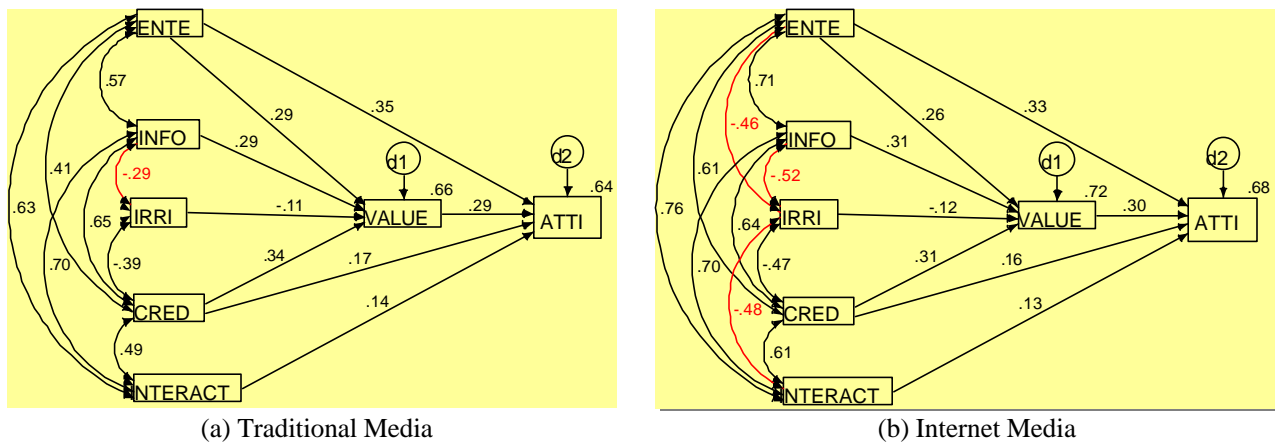 ENTE
.57
.35
.29
INFO
.29
d1
d2
.41
-.29
.66
.64
.63
IRRI
-.11
VALUE
.29
ATTI
.65
.70
-.39
.34
.17
CRED
.14
.49
NTERACT
(a) Traditional Media
ENTE
.71
.33
.26
-.46
INFO
.31
d1
d2
.61
-.52
.72
.68
.76
IRRI
-.12
VALUE
.30
ATTI
.64
.70
-.47
.31
.16
CRED
-.48
.13
.61
NTERACT
(b) Internet Media